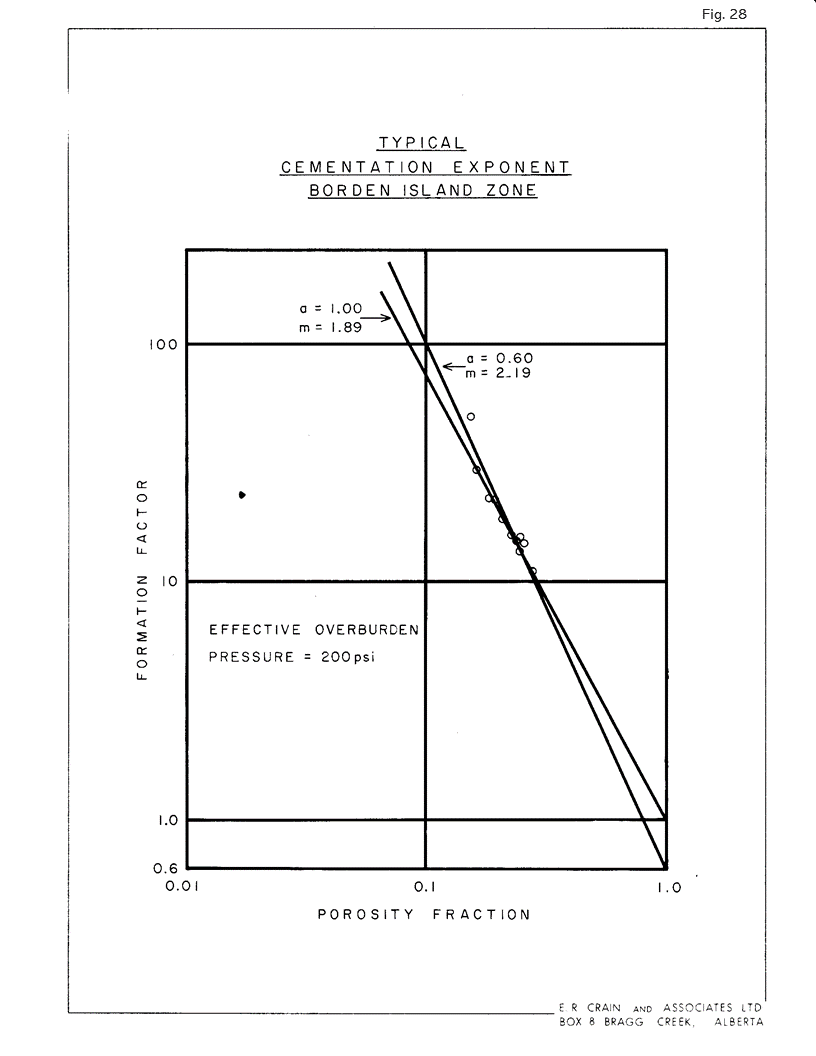 Fig. 28
TYPICAL
CEMENTATION EXPONENT
BORDEN ISLAND ZONE
a = 1.00
m = 1.89
100
a = 0.60
m = 2.19
FORMATION FACTOR
10
EFFECTIVE OVERBURDEN
PRESSURE = 200psi
1.0
0.6
0.01
0.1
1.0
POROSITY FRACTION
E.R CRAIN AND ASSOCIATES LTD
BOX 8 BRAGG CREEK, ALBERTA